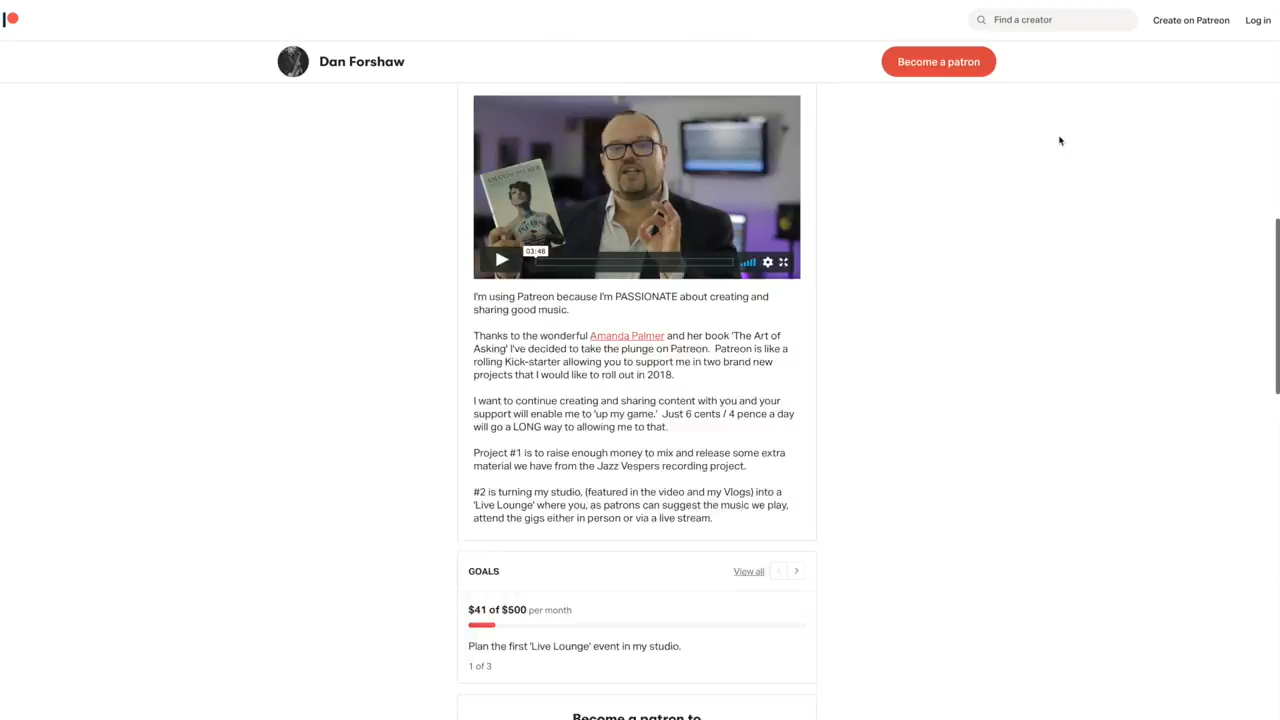 Find a creator
Create on Patreon
Log in
Dan Forshaw
Become a patron
AMANDA PALMER
03:48
I'm using Patreon because I'm PASSIONATE about creating and
sharing good music.
Thanks to the wonderful Amanda Palmer and her book 'The Art of
Asking' I've decided to take the plunge on Patreon. Patreon is like a
rolling Kick-starter allowing you to support me in two brand new
projects that I would like to roll out in 2018.
I want to continue creating and sharing content with you and your
support will enable me to 'up my game.' Just 6 cents / 4 pence a day
will go a LONG way to allowing me to that.
Project #1 is to raise enough money to mix and release some extra
material we have from the Jazz Vespers recording project.
#2 is turning my studio, (featured in the video and my Vlogs) into a
'Live Lounge' where you, as patrons can suggest the music we play,
attend the gigs either in person or via a live stream.
GOALS
View all
$41 of $500 per month
Plan the first 'Live Lounge' event in my studio.
1 of 3
Become a patron to